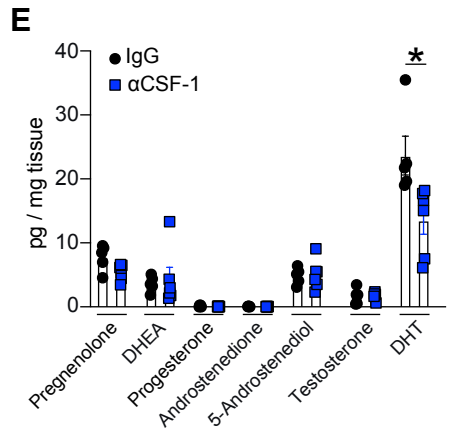 E
40
30
20
10
0
pg / mg tissue
IgG
αCSF-1
*
Pregnenolone
DHEA
Progesterone
Androstenedione
5-Androstenediol
Testosterone
DHT